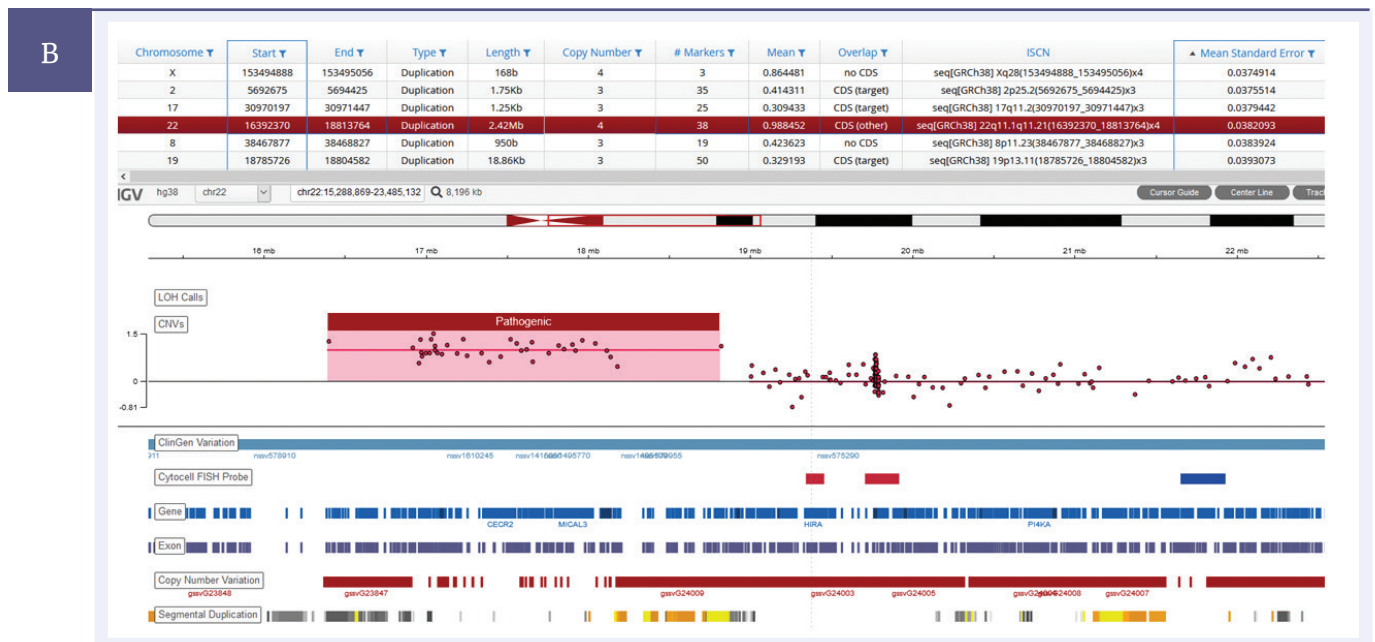 B
Chromosome Start End Type Length Copy Number # Markers Mean Overlap ISCN Mean Standard Error
X 153494888 153495056 Duplication 168b 4 3 0.864481 no CDS seq[GRCh38] Xq28(153494888_153495056)x4 0.0374914
2 5692675 5694425 Duplication 1.75Kb 3 35 0.414311 CDS (target) seq[GRCh38] 2p25.2(5692675_5694425)x3 0.0375514
17 30970197 30971447 Duplication 1.25Kb 3 25 0.309433 CDS (target) seq[GRCh38] 17q11.2(30970197_30971447)x3 0.0379442
22 16392370 18813764 Duplication 2.42Mb 4 38 0.988452 CDS (other) seq[GRCh38] 22q11.1q11.21(16392370_18813764)x4 0.0382093
8 38467877 38468827 Duplication 950b 3 19 0.423623 no CDS seq[GRCh38] 8p11.23(38467877_38468827)x3 0.0383924
19 18785726 18804582 Duplication 18.86Kb 3 50 0.329193 CDS (target) seq[GRCh38] 19p13.11(18785726_18804582)x3 0.0393073
IGV hg38 chr22 chr22:15,288,869-23,485,132 8,196 kb Cursor Guide Center Line Trac
16 mb 17 mb 18 mb 19 mb 20 mb 21 mb 22 mb
LOH Calls
CNVs Pathogenic
1.5
0
-0.81
ClinGen Variation
911 nssv578910 nssv1610245 nssv575290
Cytocell FISH Probe
Gene
CECR2 MICAL3 HIRA PI4KA
Exon
Copy Number Variation
gssvG23848 gssvG23847 gssvG24009 gssvG24003 gssvG24005 gssvG24007
Segmental Duplication